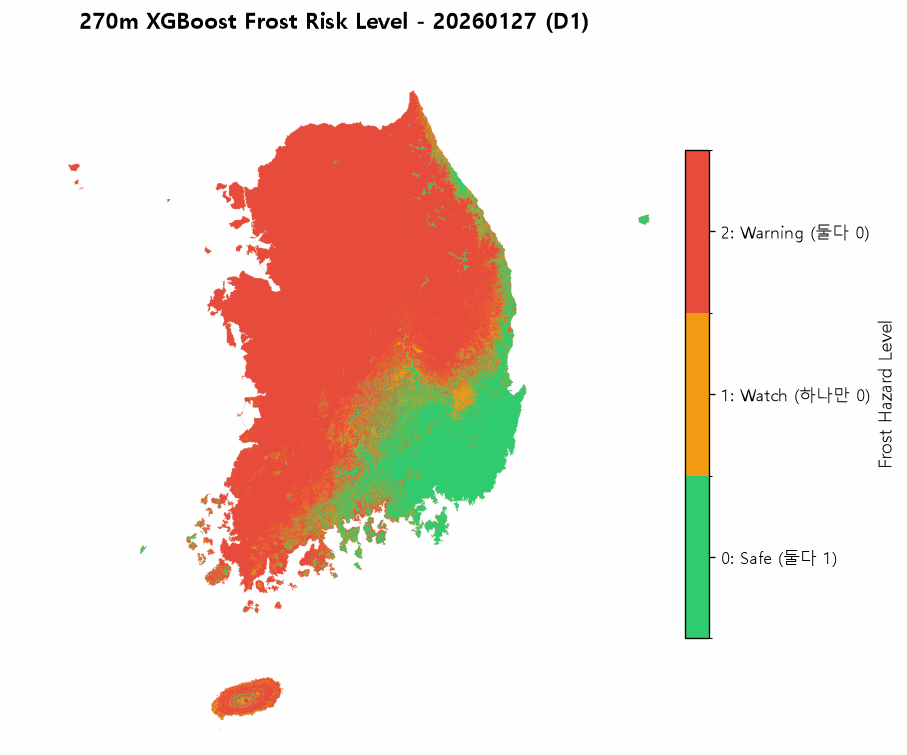 270m XGBoost Frost Risk Level - 20260127 (D1)
2: Warning (둘다 0)
1: Watch (하나만 0)
0: Safe (둘다 1)
Frost Hazard Level